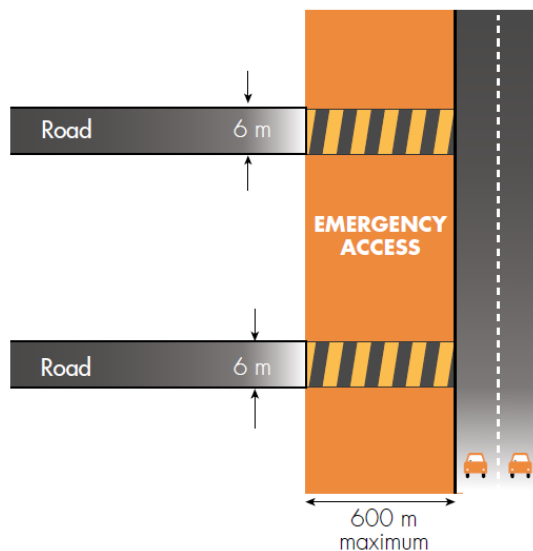 Road
6 m
EMERGENCY
ACCESS
Road
6 m
600 m
maximum